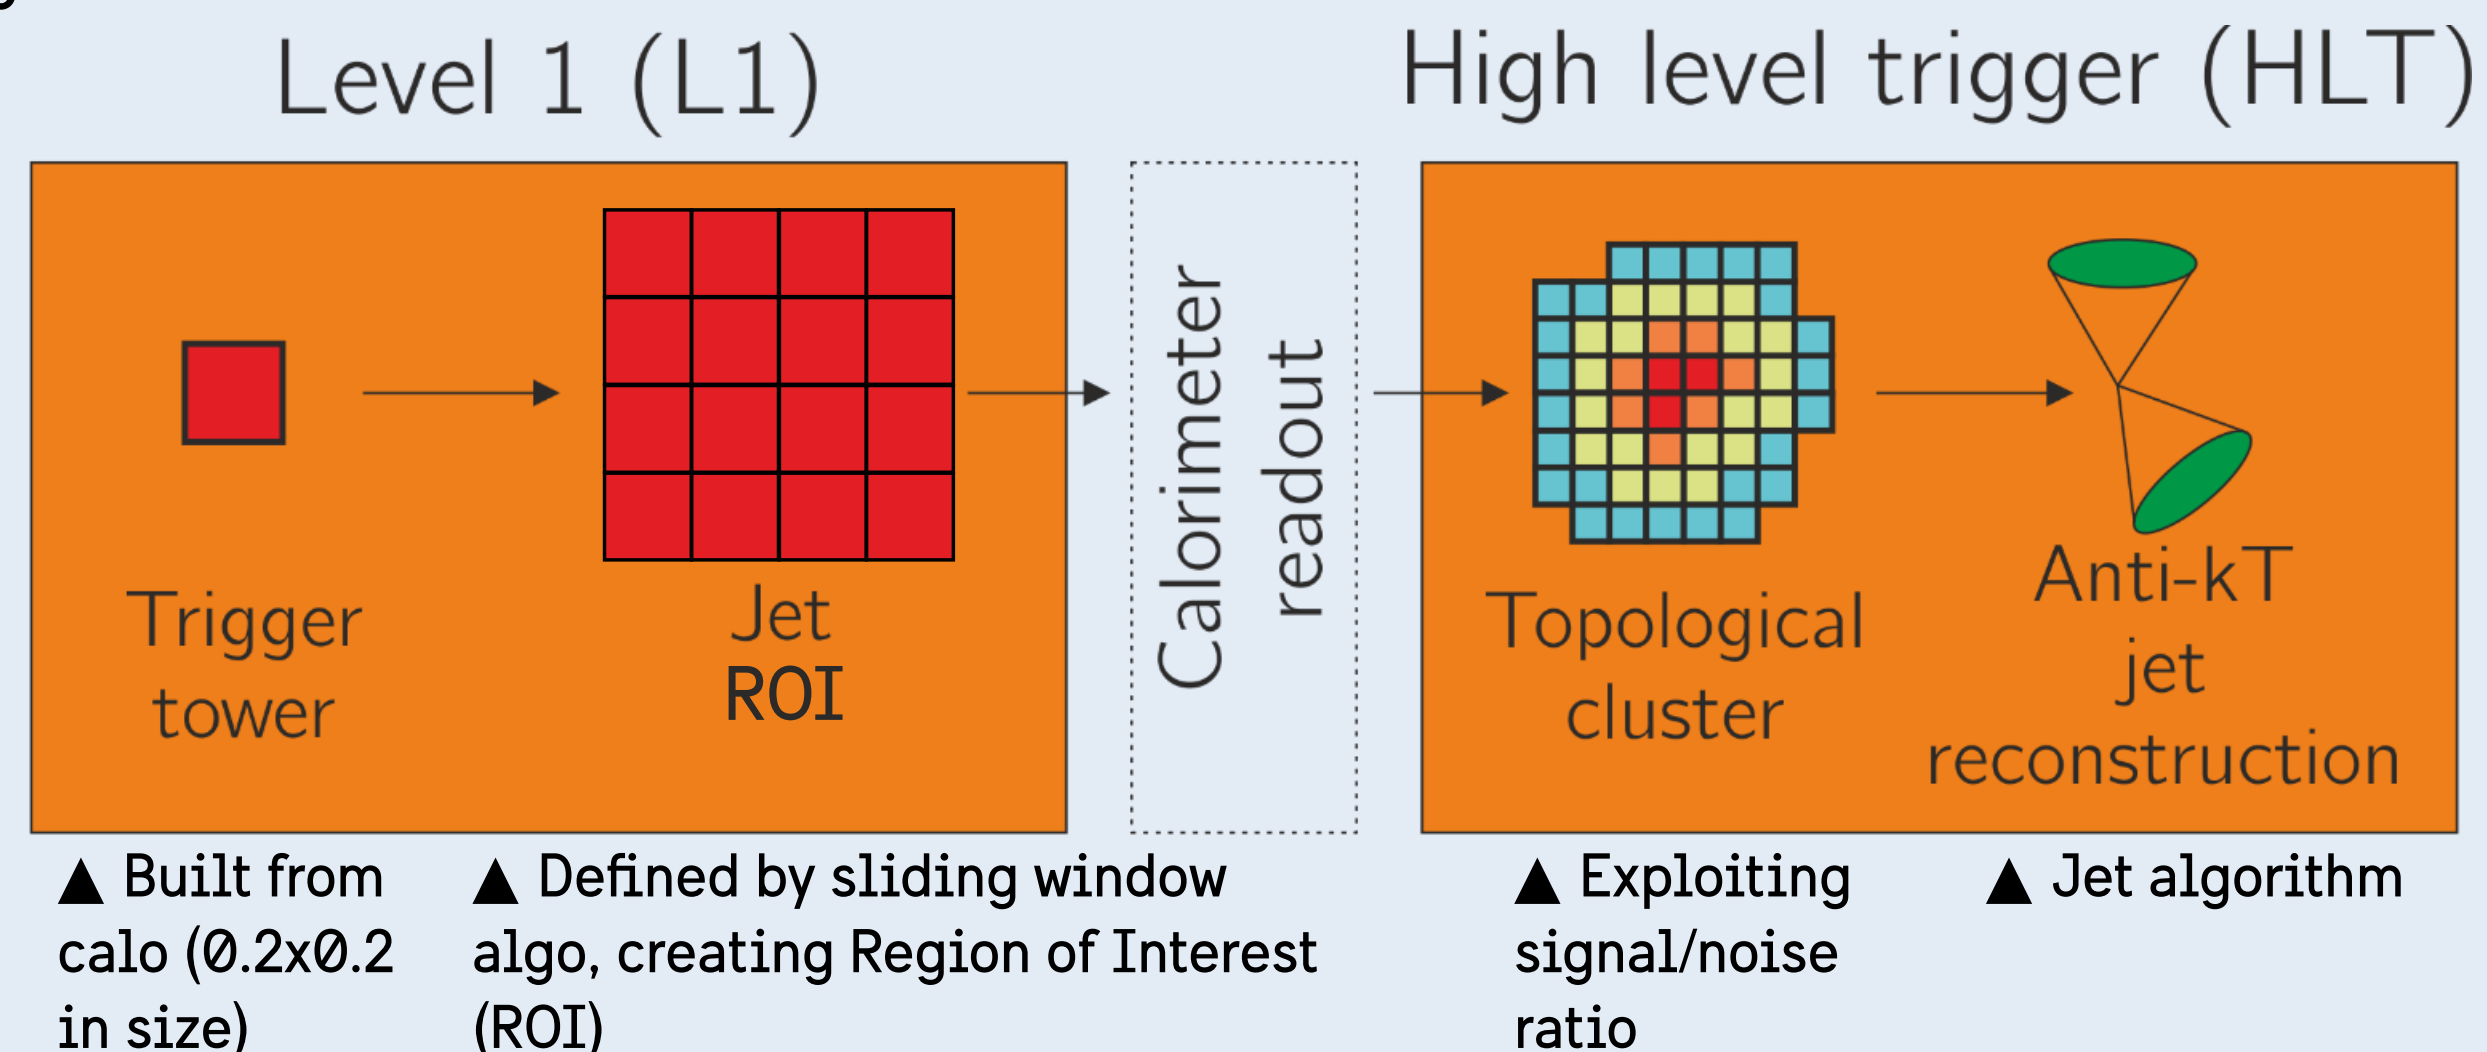 Level 1 (L1)
High level trigger (HLT)
Trigger
tower
Jet
ROI
Calorimeter
readout
Topological
cluster
Anti-kT
jet
reconstruction
▲ Built from
calo (0.2x0.2
in size)
▲ Defined by sliding window
algo, creating Region of Interest
(ROI)
▲ Exploiting
signal/noise
ratio
▲ Jet algorithm